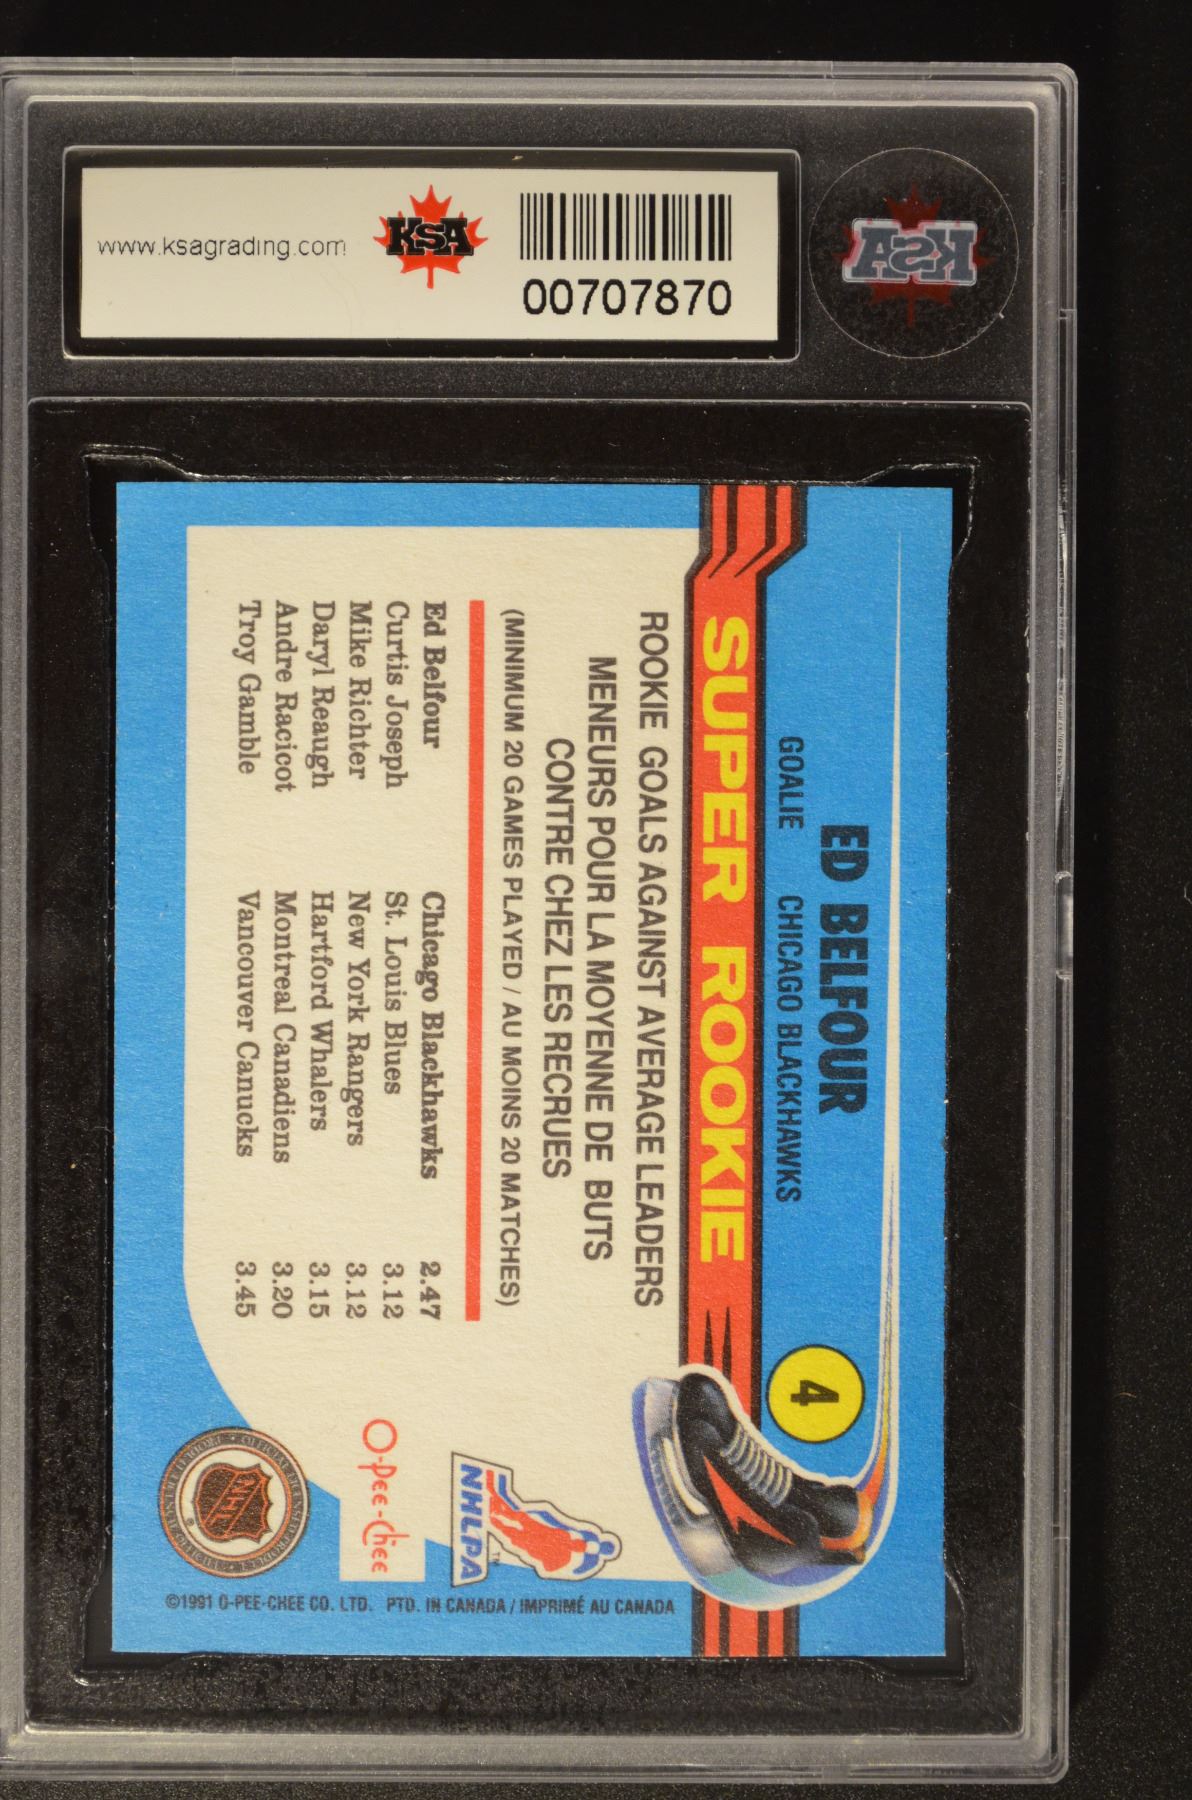 www.ksagrading.com
KSA
00707870
KSA
ED BELFOUR
GOALIE CHICAGO BLACKHAWKS
4
SUPER ROOKIE
ROOKIE GOALS AGAINST AVERAGE LEADERS
MENEURS POUR LA MOYENNE DE BUTS
CONTRE CHEZ LES RECRUES
(MINIMUM 20 GAMES PLAYED / AU MOINS 20 MATCHES)
Ed Belfour Chicago Blackhawks 2.47
Curtis Joseph St. Louis Blues 3.12
Mike Richter New York Rangers 3.12
Daryl Reaugh Hartford Whalers 3.15
Andre Racicot Montreal Canadiens 3.20
Troy Gamble Vancouver Canucks 3.45
NHLPA
TM
O-Pee-Chee
NHL
©1991 O-PEE-CHEE CO. LTD. PTD. IN CANADA / IMPRIMÉ AU CANADA